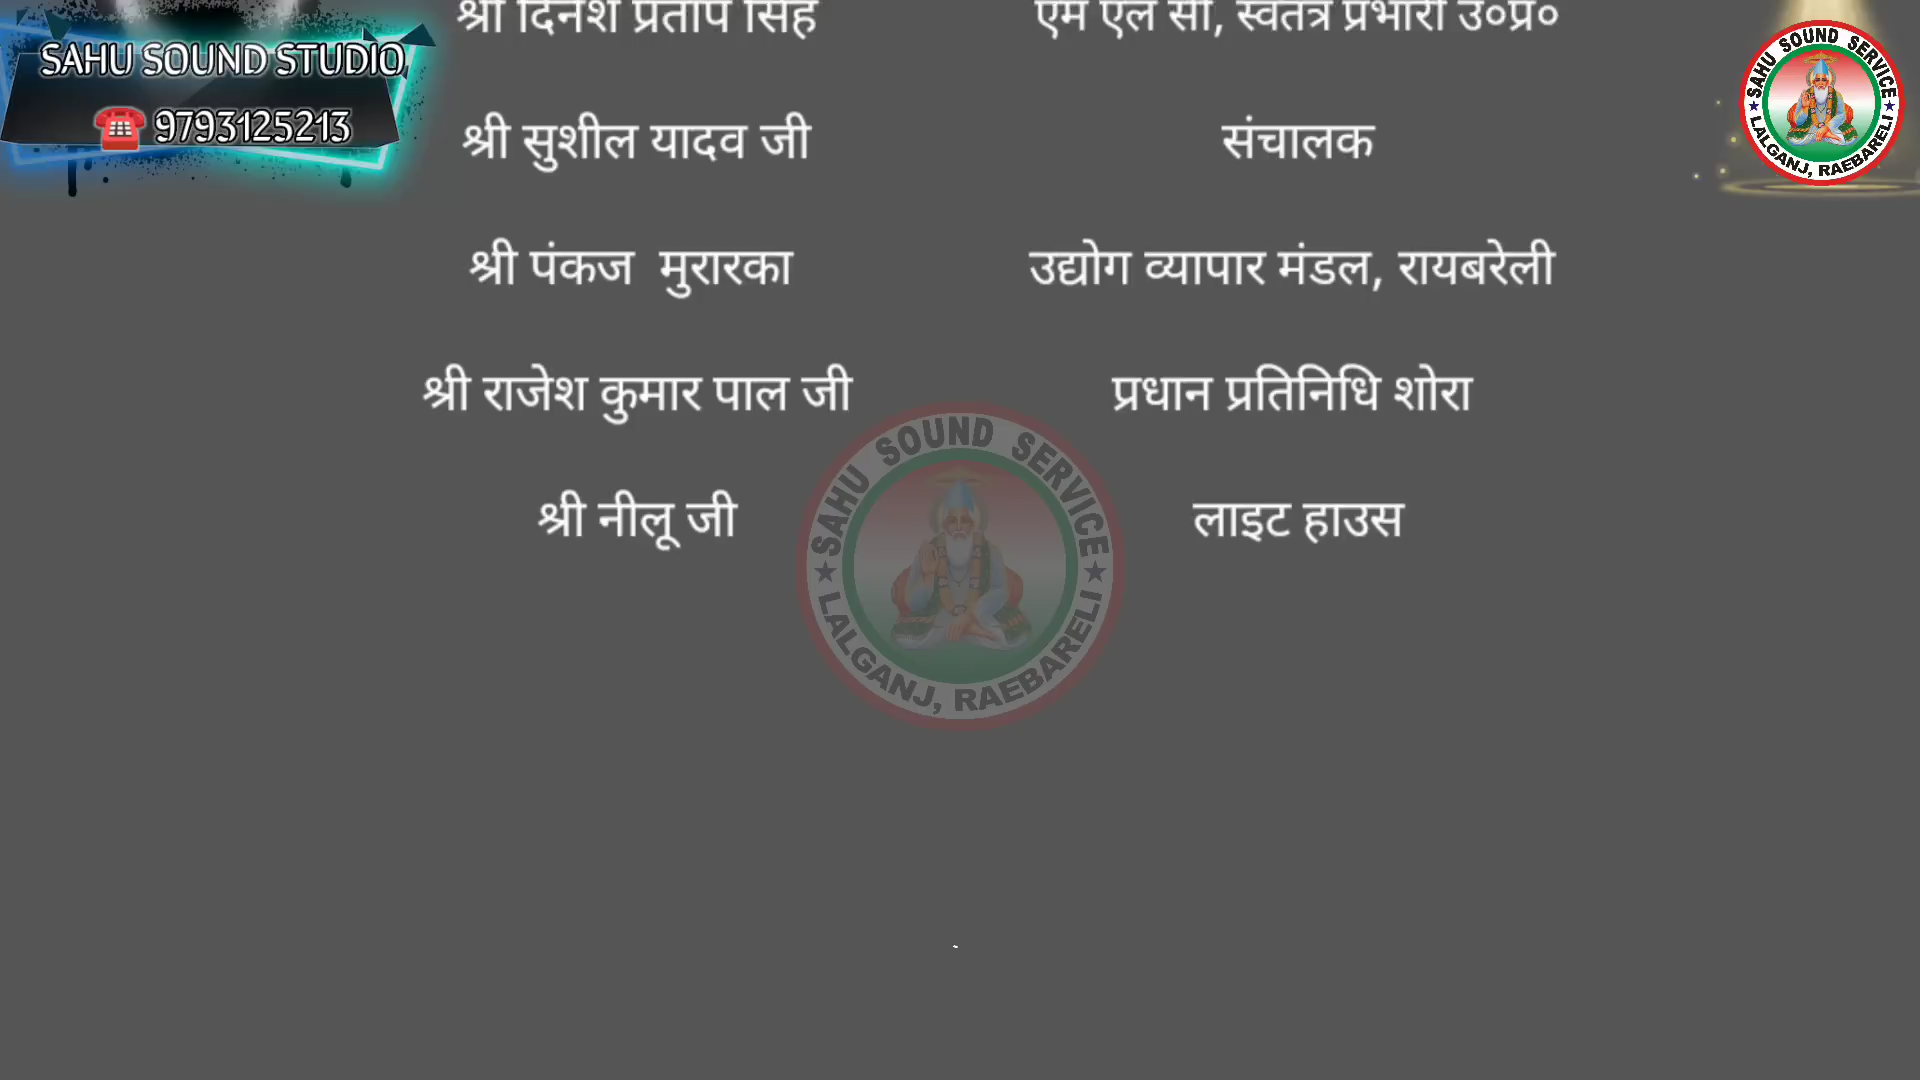 श्री दिनेश प्रताप सिंह एम एल सी, स्वतंत्र प्रभारी उ०प्र०
SAHU SOUND STUDIO
9793125213
श्री सुशील यादव जी संचालक
श्री पंकज मुरारका उद्योग व्यापार मंडल, रायबरेली
श्री राजेश कुमार पाल जी प्रधान प्रतिनिधि शोरा
श्री नीलू जी लाइट हाउस
SAHU SOUND SERVICE
LALGANJ, RAEBARELI
SAHU SOUND SERVICE
LALGANJ, RAEBARELI